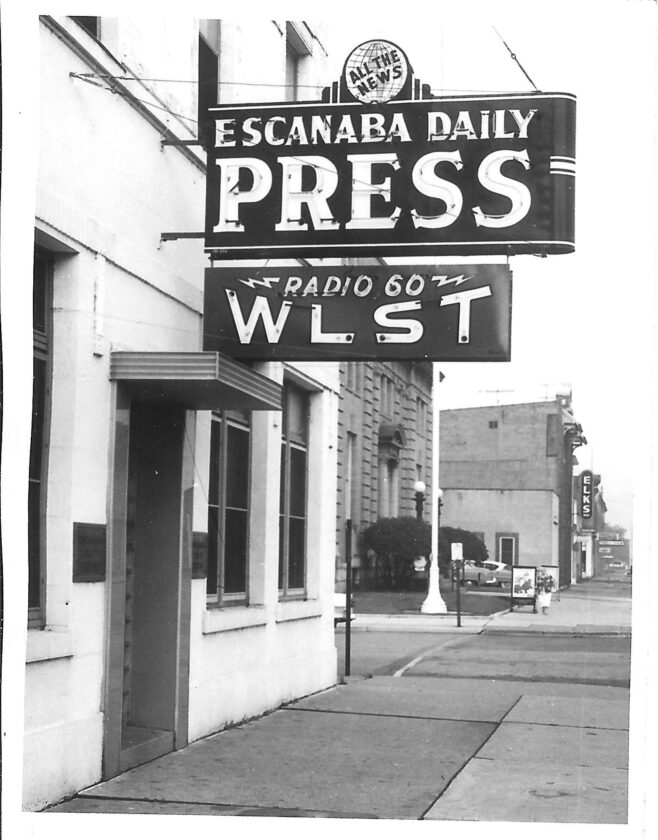 ALL THE
NEWS
ESCANABA DAILY
PRESS
RADIO 60
WLST
ELKS